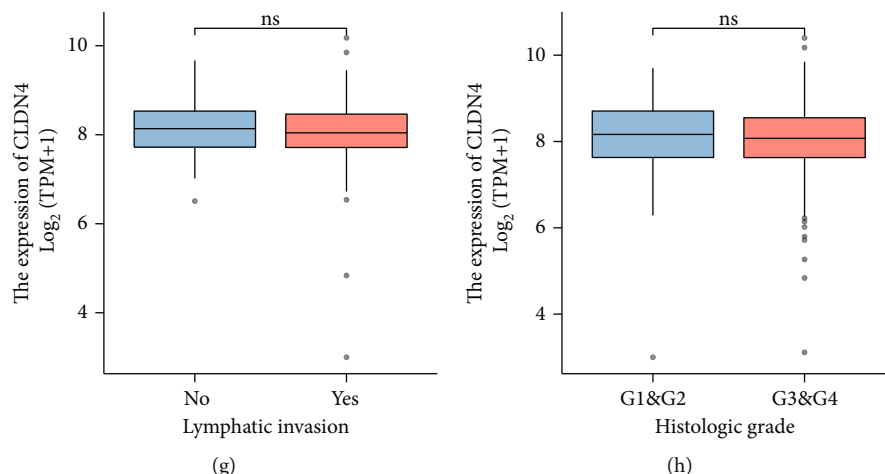 The expression of CLDN4
Log₂ (TPM+1)
10
8
6
4
ns
No
Yes
Lymphatic invasion
(g)
The expression of CLDN4
Log₂ (TPM+1)
10
8
6
4
ns
G1&G2
G3&G4
Histologic grade
(h)